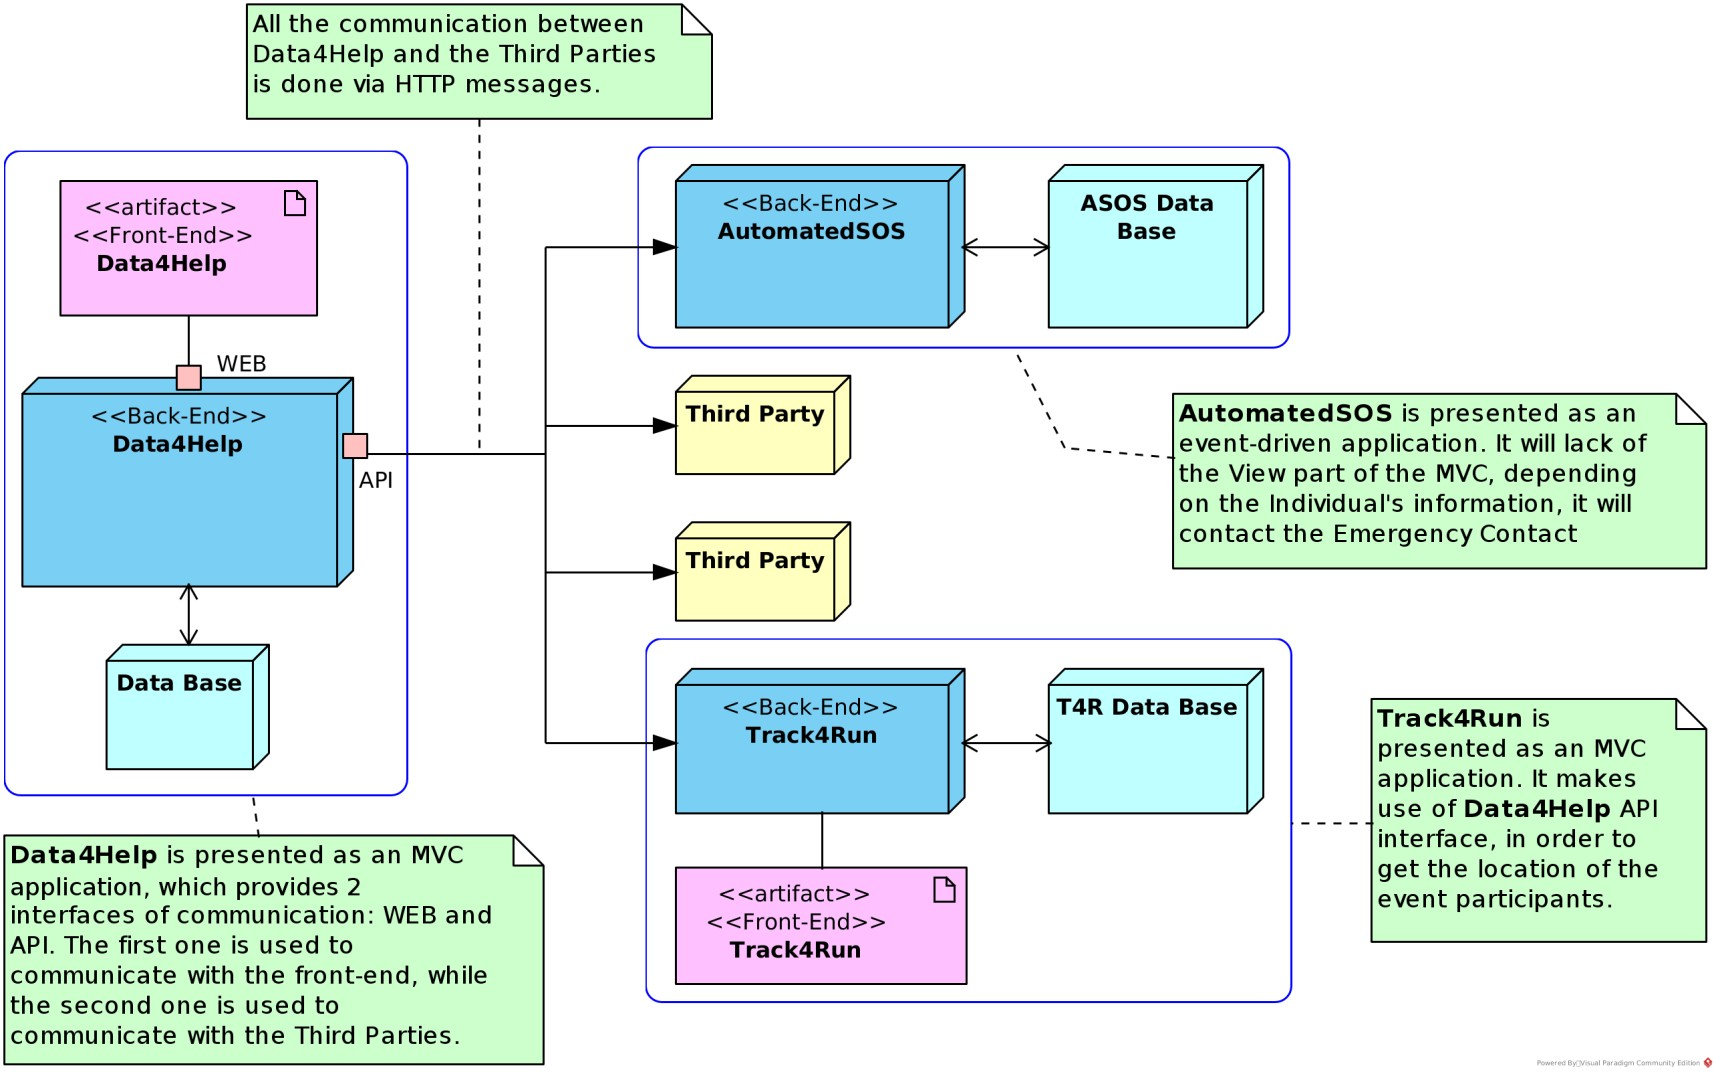 All the communication between
Data4Help and the Third Parties
is done via HTTP messages.
<<artifact>>
<<Front-End>>
Data4Help
WEB
<<Back-End>>
Data4Help
API
Data Base
<<Back-End>>
AutomatedSOS
ASOS Data
Base
Third Party
Third Party
AutomatedSOS is presented as an
event-driven application. It will lack of
the View part of the MVC, depending
on the Individual's information, it will
contact the Emergency Contact
<<Back-End>>
Track4Run
T4R Data Base
<<artifact>>
<<Front-End>>
Track4Run
Track4Run is
presented as an MVC
application. It makes
use of Data4Help API
interface, in order to
get the location of the
event participants.
Data4Help is presented as an MVC
application, which provides 2
interfaces of communication: WEB and
API. The first one is used to
communicate with the front-end, while
the second one is used to
communicate with the Third Parties.
Powered By Visual Paradigm Community Edition